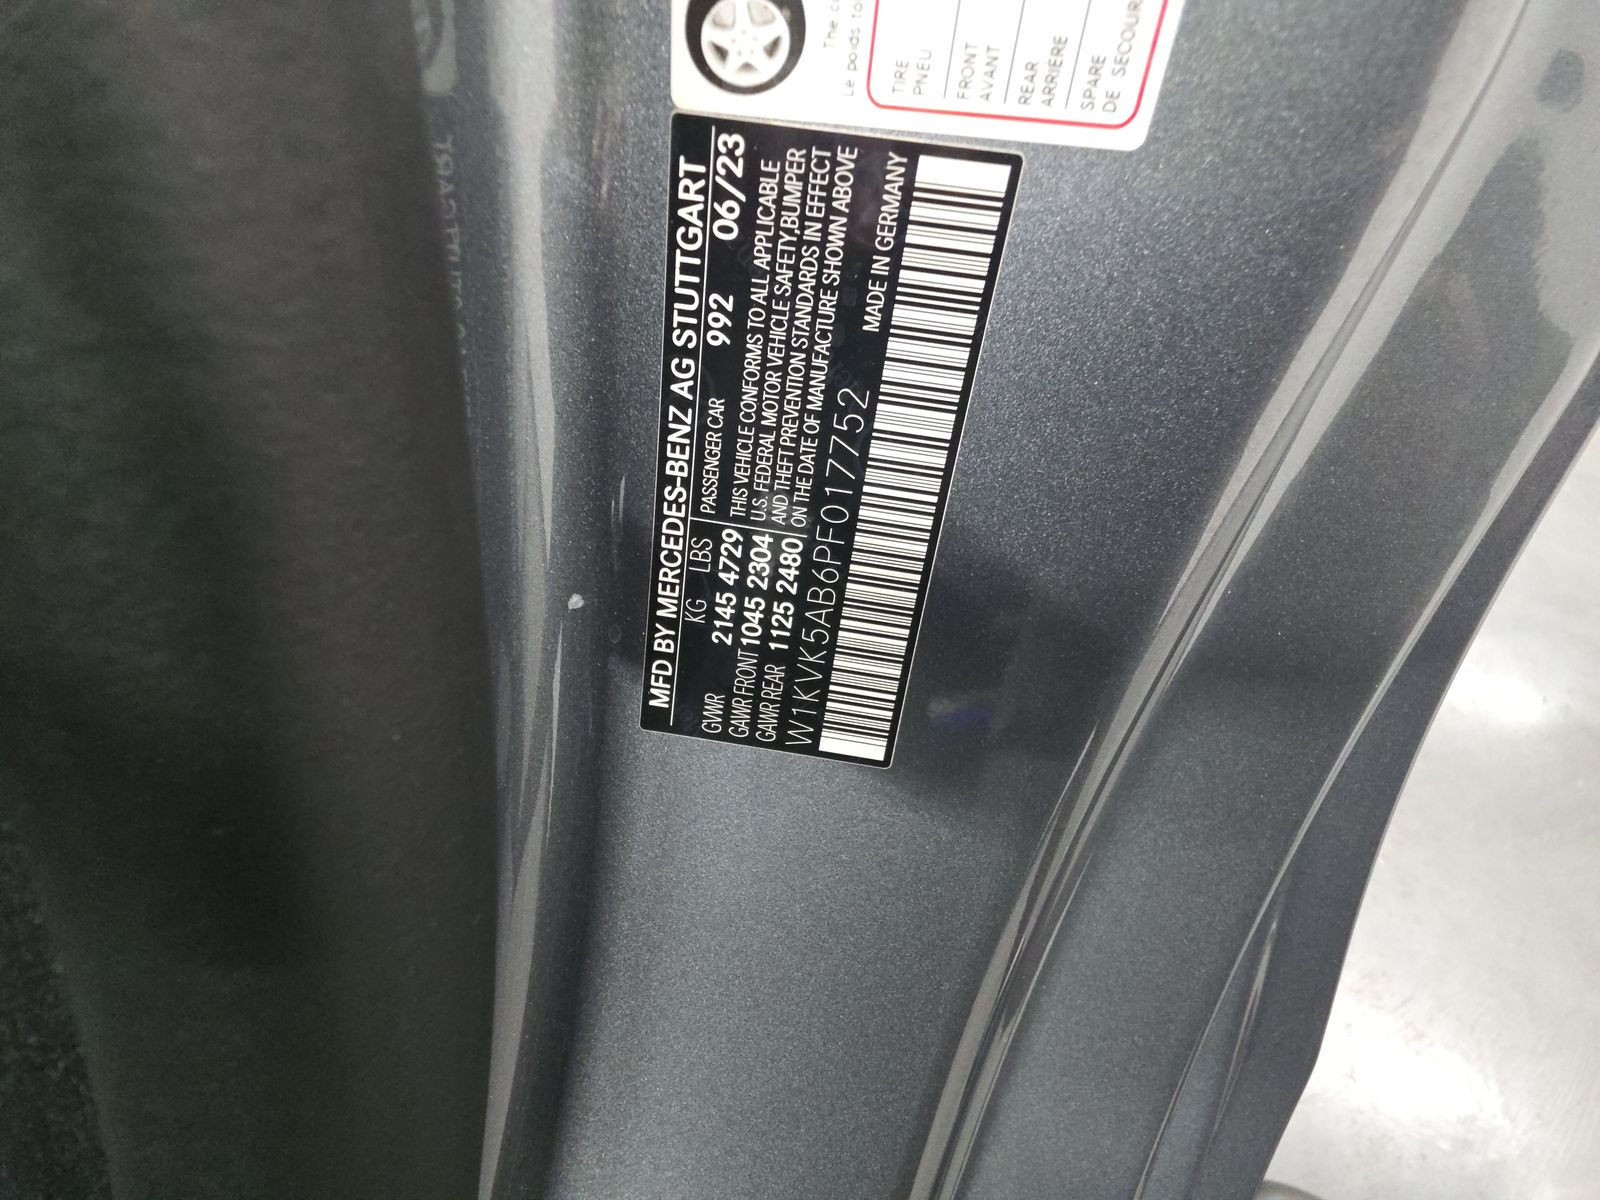 The
Le poids
TIRE
PNEU
FRONT
AVANT
REAR
ARRIÈRE
SPARE
DE SECOURS
MFD BY MERCEDES-BENZ AG STUTTGART
KG LBS PASSENGER CAR 992 06/23
GVWR 2145 4729 THIS VEHICLE CONFORMS TO ALL APPLICABLE
GAWR FRONT 1045 2304 U.S. FEDERAL MOTOR VEHICLE SAFETY,BUMPER
GAWR REAR 1125 2480 AND THEFT PREVENTION STANDARDS IN EFFECT
ON THE DATE OF MANUFACTURE SHOWN ABOVE
W1KVK5AB6PF017752 MADE IN GERMANY